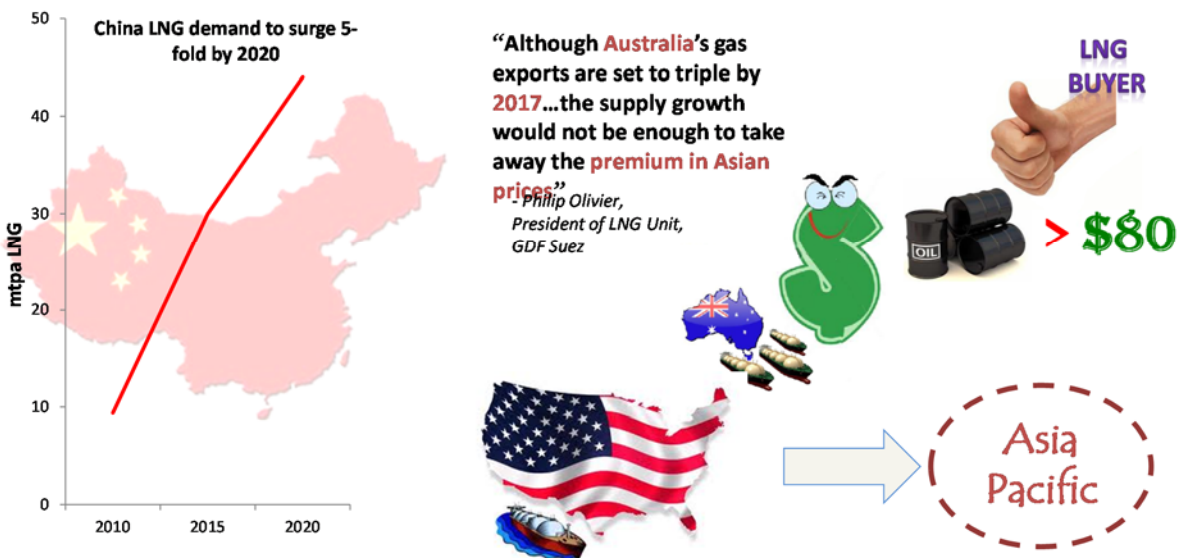 China LNG demand to surge 5-
fold by 2020
50
40
30
20
10
0
mtpa LNG
2010 2015 2020
“Although Australia's gas
exports are set to triple by
2017...the supply growth
would not be enough to take
away the premium in Asian
prices”
- Philip Olivier,
President of LNG Unit,
GDF Suez
LNG
BUYER
OIL
> $80
Asia
Pacific